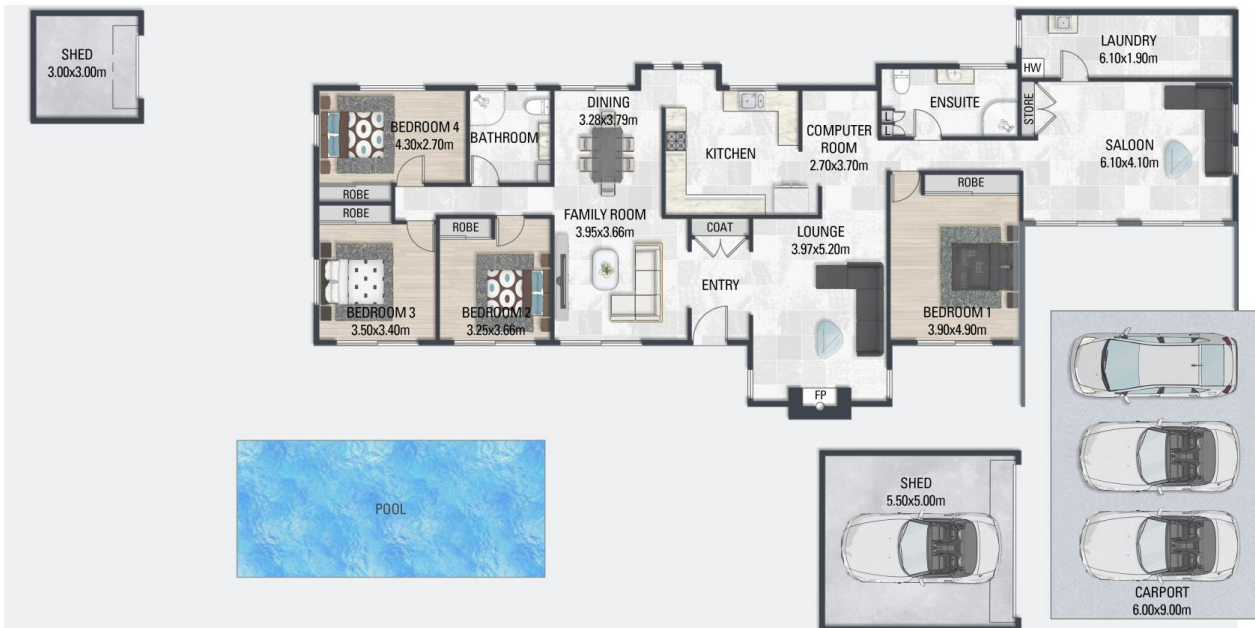 SHED
3.00x3.00m
LAUNDRY
6.10x1.90m
HW
STORE
ENSUITE
SALOON
6.10x4.10m
DINING
3.28x3.79m
BEDROOM 4
4.30x2.70m
BATHROOM
KITCHEN
COMPUTER
ROOM
2.70x3.70m
ROBE
ROBE
ROBE
ROBE
FAMILY ROOM
3.95x3.66m
COAT
LOUNGE
3.97x5.20m
ENTRY
BEDROOM 3
3.50x3.40m
BEDROOM 2
3.25x3.66m
BEDROOM 1
3.90x4.90m
FP
POOL
SHED
5.50x5.00m
CARPORT
6.00x9.00m